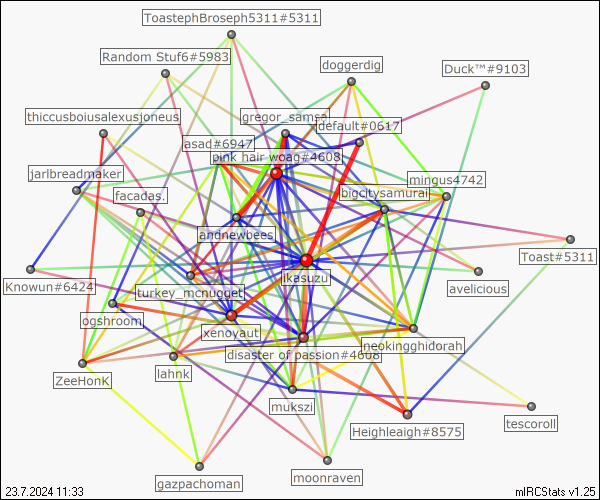 ToastephBroseph5311#5311
Random Stuf6#5983
doggerdig
Duck™#9103
thiccusboiusalexusjoneus
gregor_samsa
default#0617
asad#6947
pink hair woag#4608
jarlbreadmaker
mingus4742
facadas.
bigcitysamurai
andnewbees
Toast#5311
jkasuzu
Knowun#6424
turkey_mcnugget
avelicious
ogshroom
xenoyaut
neokingghidorah
disaster of passion#4608
ZeeHonK
lahnk
mukszi
Heighleaigh#8575
tescoroll
gazpachoman
moonraven
23.7.2024 11:33
mIRCStats v1.25